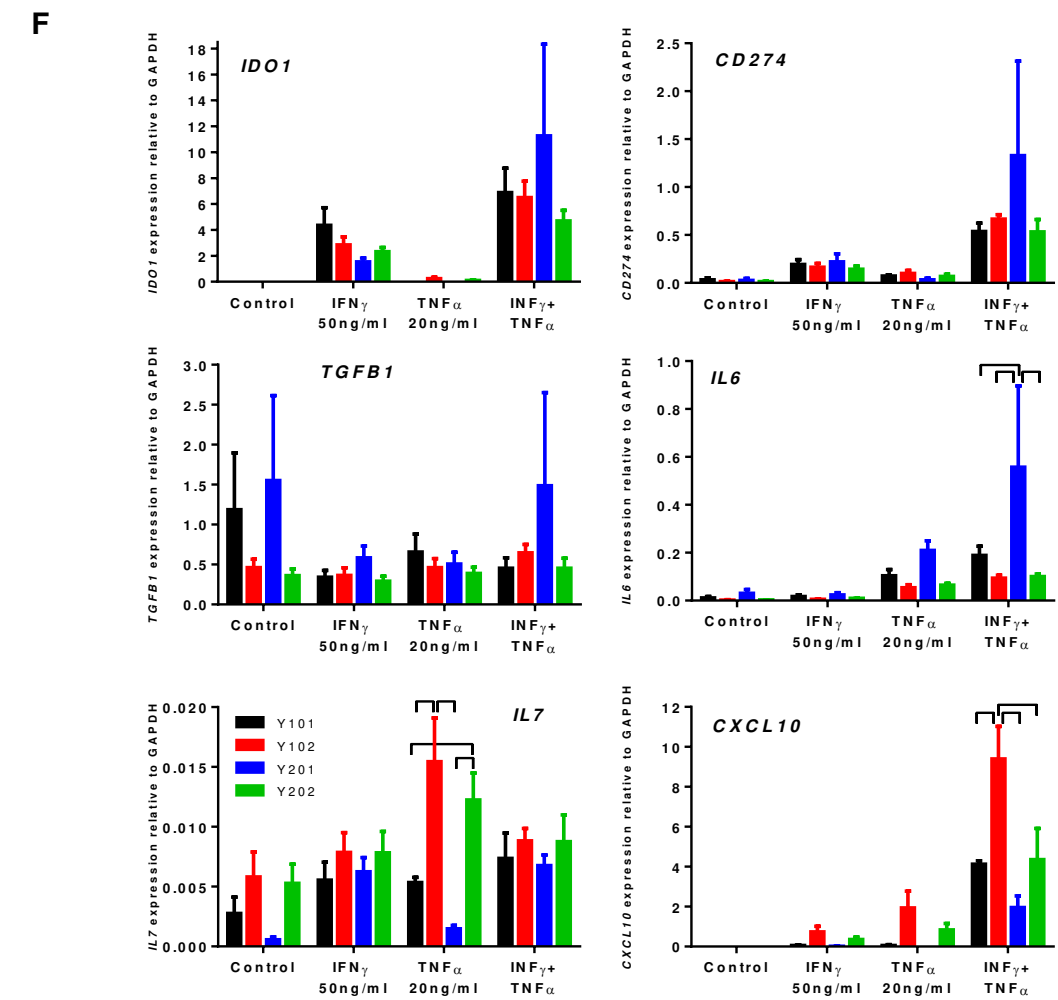 F
IDO1 expression relative to GAPDH
IDO1
18
16
14
12
10
8
6
4
2
0
Control
IFNγ
50ng/ml
TNFα
20ng/ml
INFγ+
TNFα
CD274 expression relative to GAPDH
CD274
2.5
2.0
1.5
1.0
0.5
0.0
Control
IFNγ
50ng/ml
TNFα
20ng/ml
INFγ+
TNFα
TGFB1 expression relative to GAPDH
TGFB1
3.0
2.5
2.0
1.5
1.0
0.5
0.0
Control
IFNγ
50ng/ml
TNFα
20ng/ml
INFγ+
TNFα
IL6 expression relative to GAPDH
IL6
1.0
0.8
0.6
0.4
0.2
0.0
Control
IFNγ
50ng/ml
TNFα
20ng/ml
INFγ+
TNFα
IL7 expression relative to GAPDH
IL7
0.020
0.015
0.010
0.005
0.000
Y101
Y102
Y201
Y202
Control
IFNγ
50ng/ml
TNFα
20ng/ml
INFγ+
TNFα
CXCL10 expression relative to GAPDH
CXCL10
12
10
8
6
4
2
0
Control
IFNγ
50ng/ml
TNFα
20ng/ml
INFγ+
TNFα